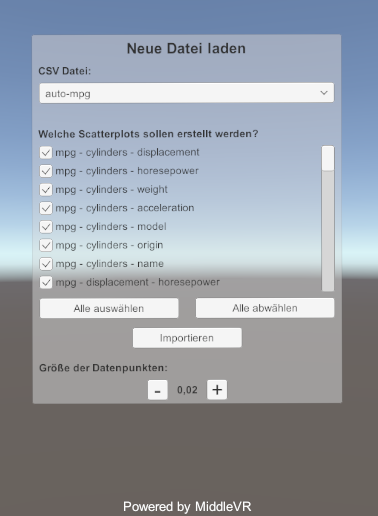 Neue Datei laden
CSV Datei:
auto-mpg
Welche Scatterplots sollen erstellt werden?
mpg - cylinders - displacement
mpg - cylinders - horesepower
mpg - cylinders - weight
mpg - cylinders - acceleration
mpg - cylinders - model
mpg - cylinders - origin
mpg - cylinders - name
mpg - displacement - horesepower
Alle auswählen Alle abwählen
Importieren
Größe der Datenpunkten:
- 0,02 +
Powered by MiddleVR